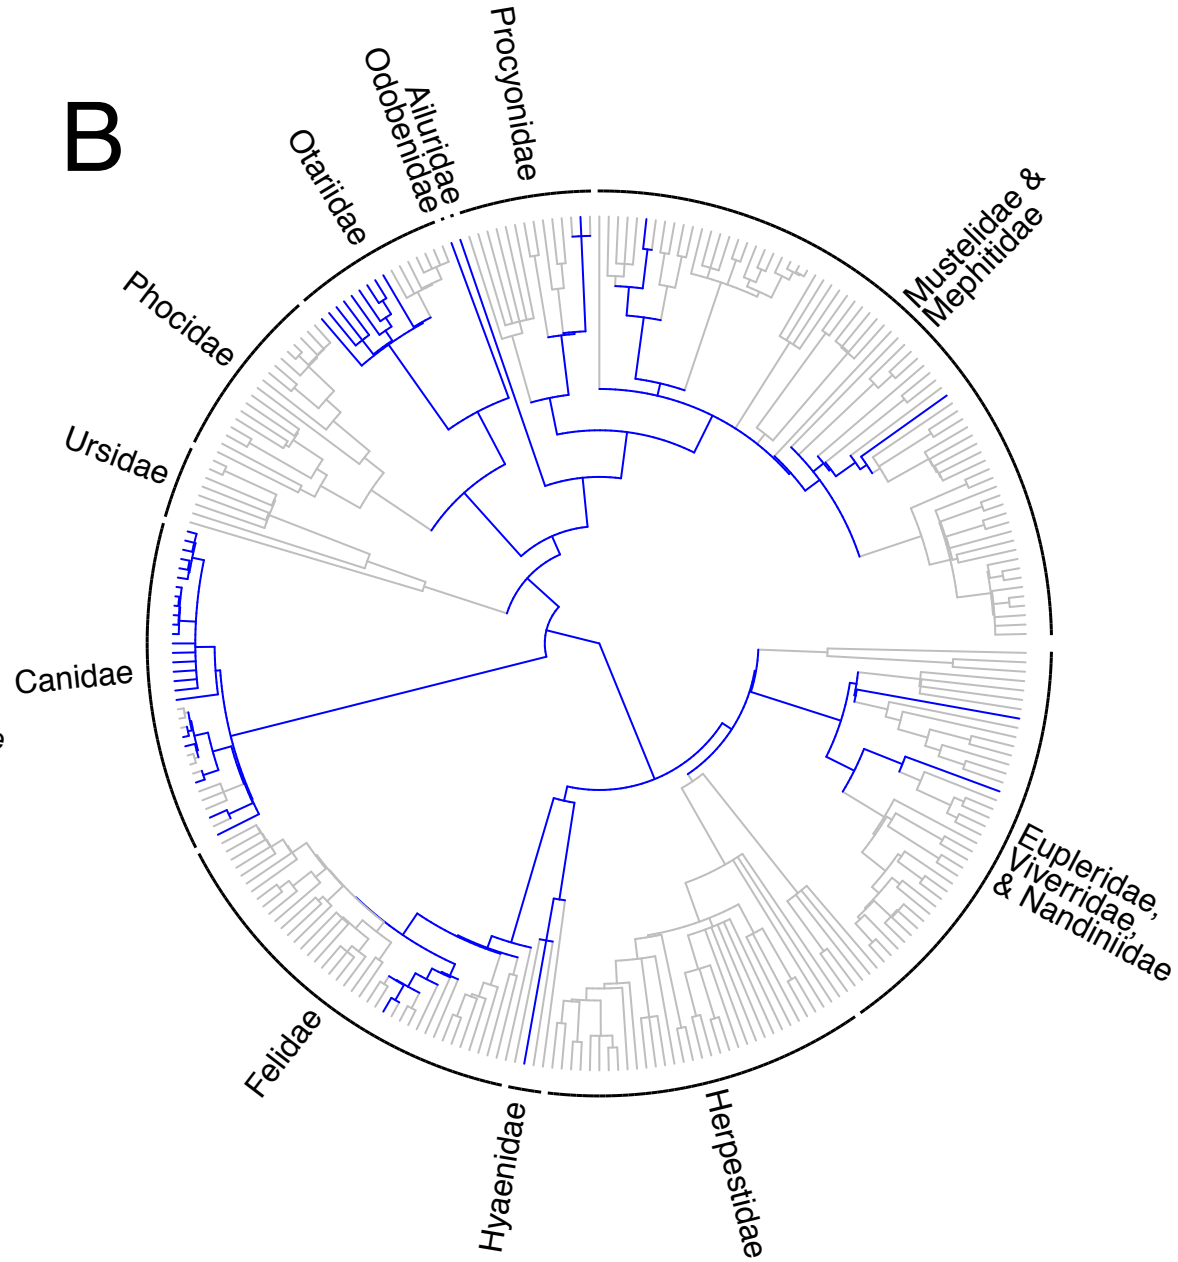 B
Procyonidae
Ailuridae
Odobenidae
Otariidae
Phocidae
Ursidae
Canidae
Felidae
Hyaenidae
Herpestidae
Eupleridae,
Viverridae,
& Nandiniidae
Mustelidae &
Mephitidae